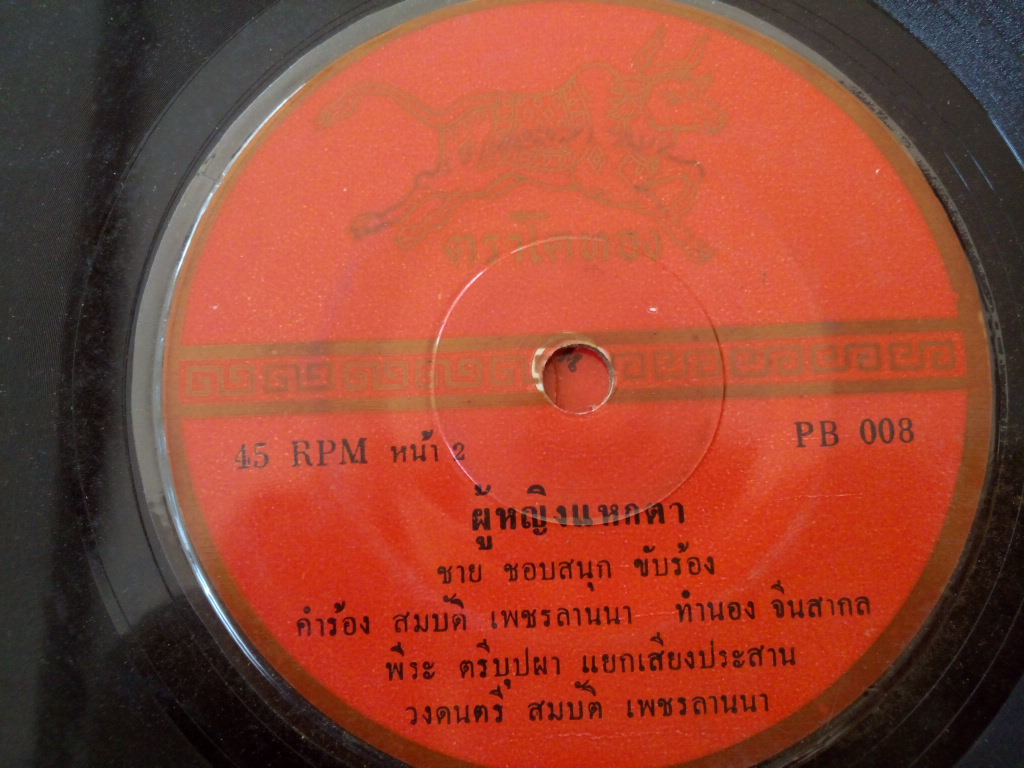 ตราโคทอง
45 RPM หน้า 2
PB 008
ผู้หญิงแหกตา
ชาย ชอบสนุก ขับร้อง
คำร้อง สมบัติ เพชรลานนา ทำนอง จีนสากล
พีระ ตรีบุปผา แยกเสียงประสาน
วงดนตรี สมบัติ เพชรลานนา